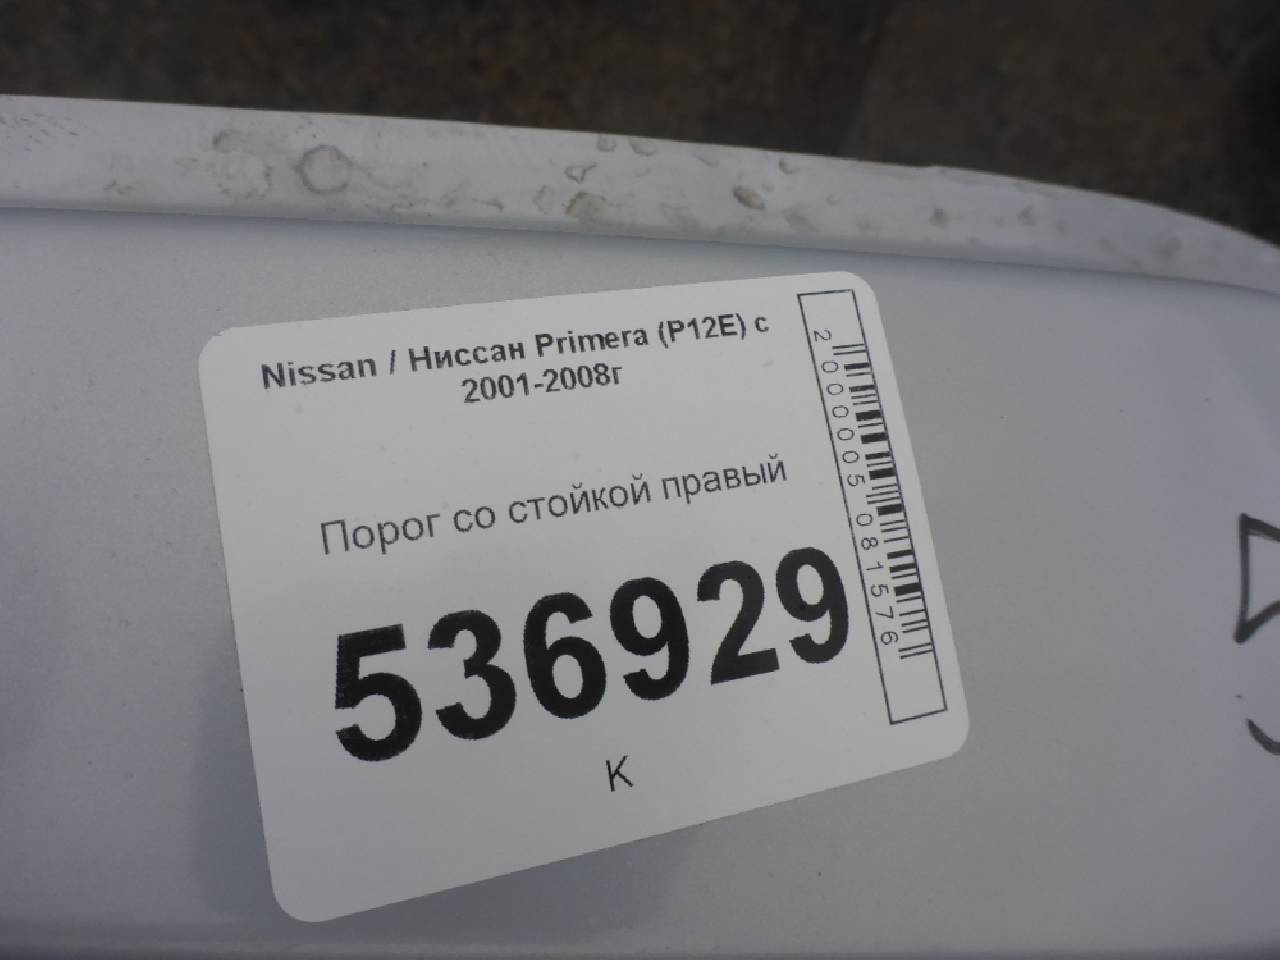 Nissan / Ниссан Primera (P12E) с
2001-2008г
Порог со стойкой правый
536929
К
2000005081576